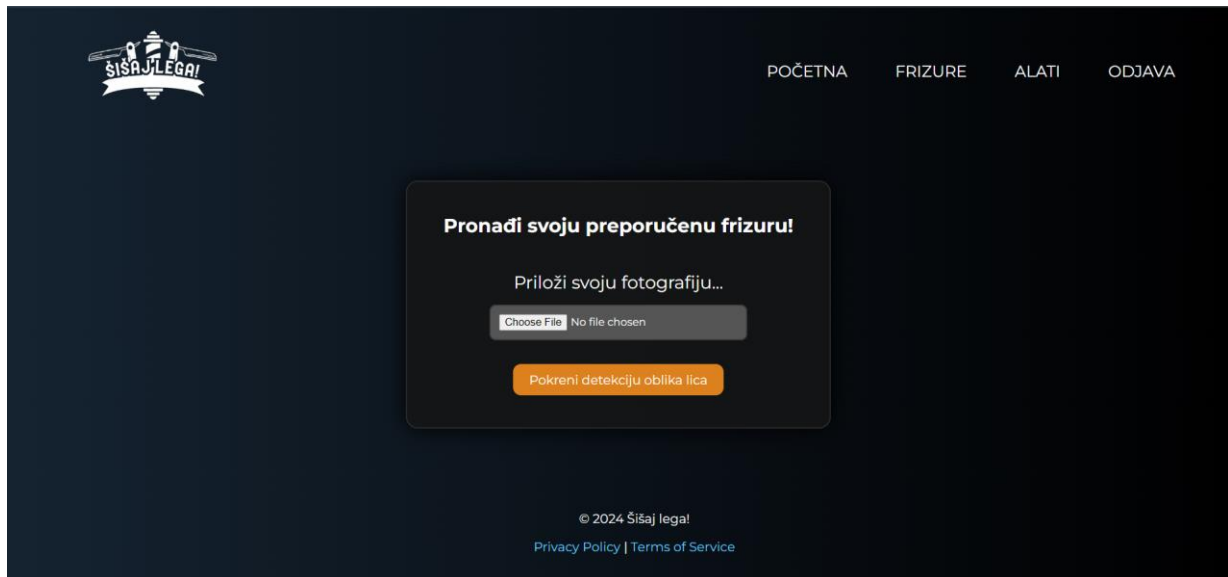 ŠIŠAJ LEGA!
POČETNA FRIZURE ALATI ODJAVA
Pronađi svoju preporučenu frizuru!
Priloži svoju fotografiju...
Choose File No file chosen
Pokreni detekciju oblika lica
© 2024 Šišaj lega!
Privacy Policy | Terms of Service